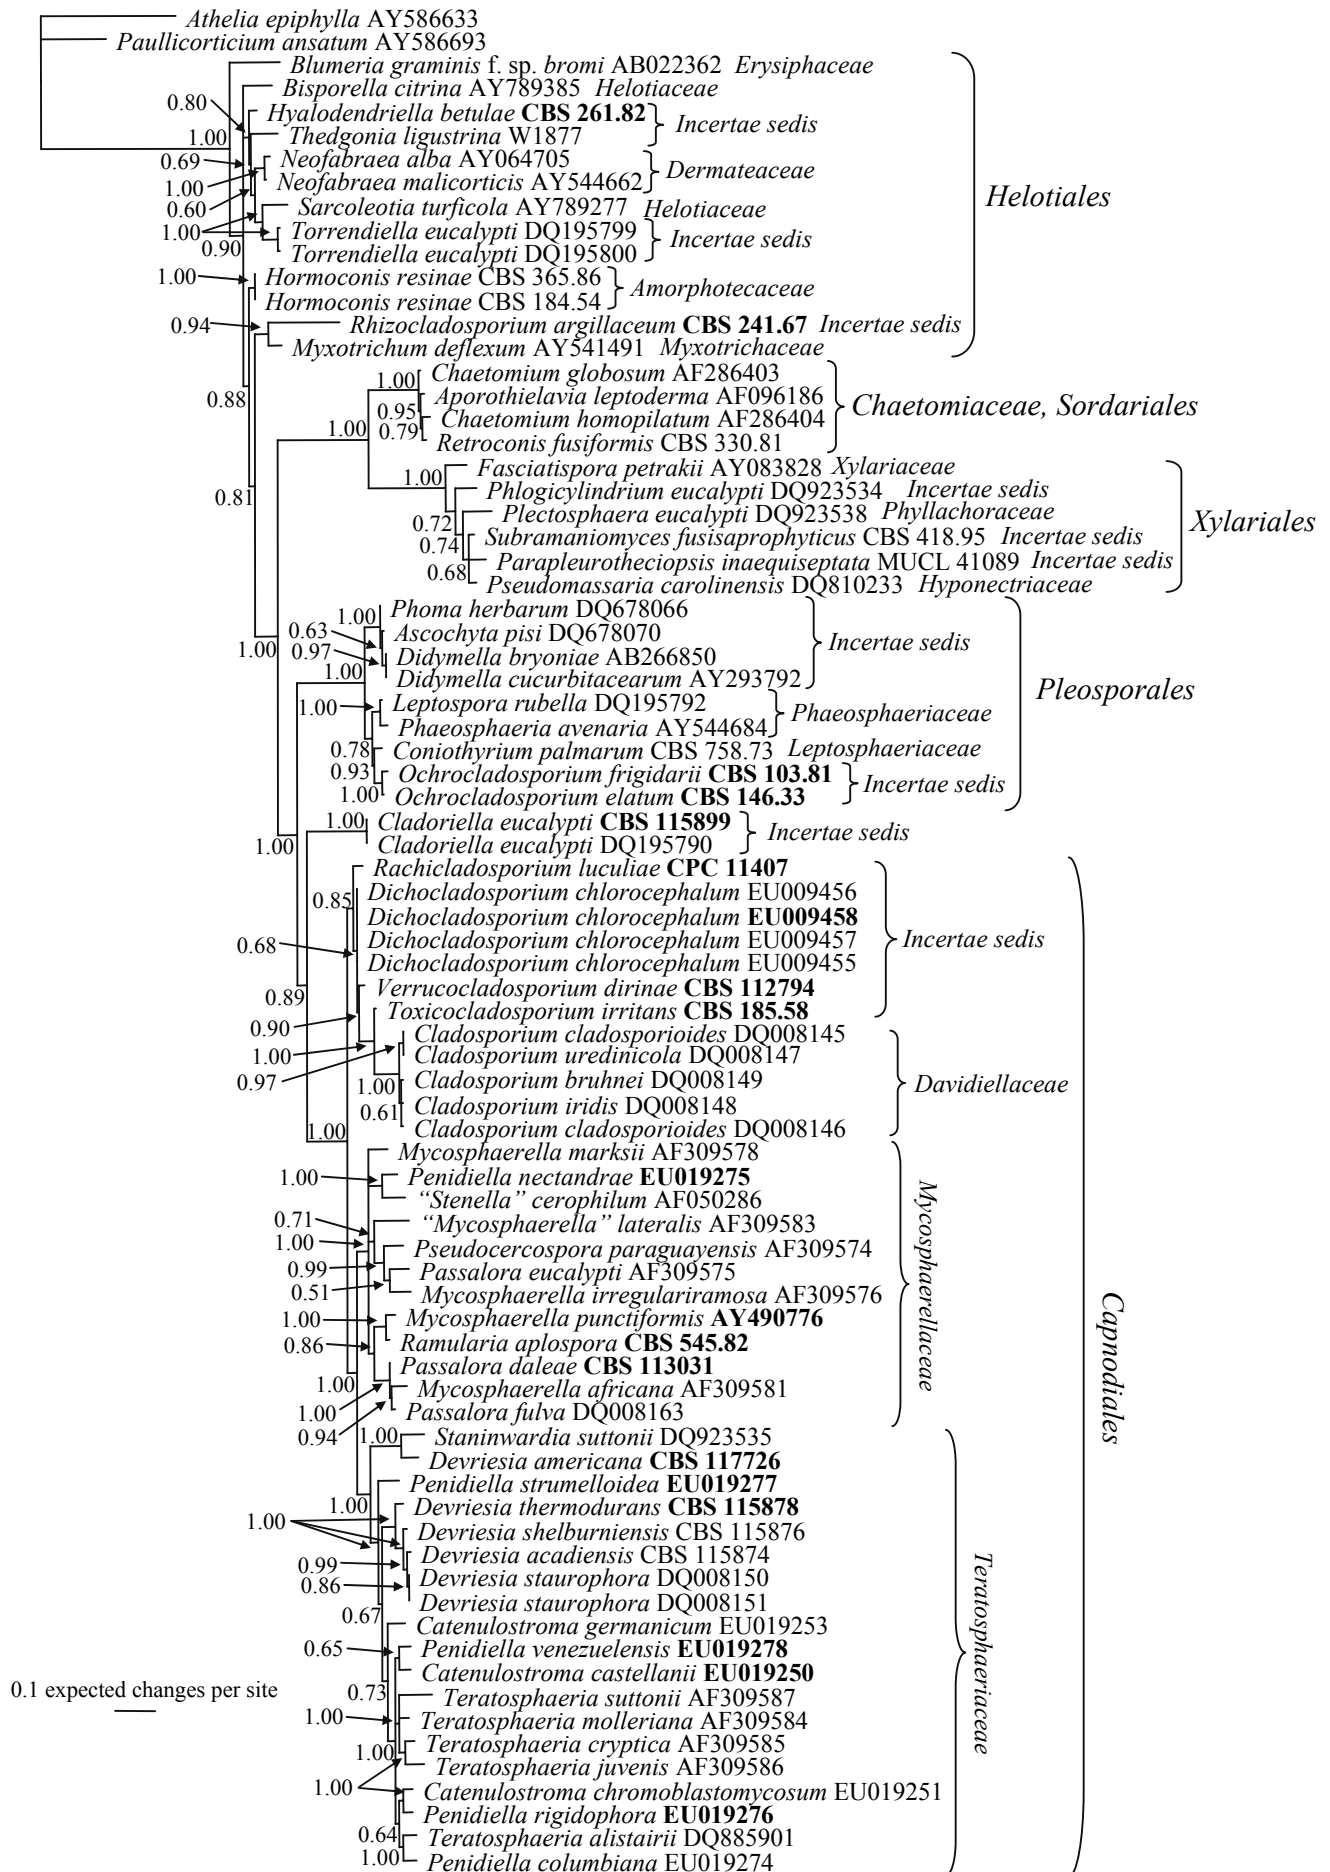 Athelia epiphylla AY586633
Paullicorticium ansatum AY586693
Blumeria graminis f. sp. bromi AB022362 Erysiphaceae
Bisporella citrina AY789385 Helotiaceae
0.80
Hyalodendriella betulae CBS 261.82
Incertae sedis
1.00
Thedgonia ligustrina W1877
0.69
Neofabraea alba AY064705
Dermateaceae
1.00
Neofabraea malicorticis AY544662
Helotiales
0.60
Sarcoleotia turficola AY789277 Helotiaceae
1.00
Torrendiella eucalypti DQ195799
Incertae sedis
0.90
Torrendiella eucalypti DQ195800
1.00
Hormoconis resinae CBS 365.86
Amorphotecaceae
Hormoconis resinae CBS 184.54
0.94
Rhizocladosporium argillaceum CBS 241.67 Incertae sedis
Myxotrichum deflexum AY541491 Myxotrichaceae
1.00
Chaetomium globosum AF286403
0.88
Aporothielavia leptoderma AF096186
0.95
Chaetomiaceae, Sordariales
Chaetomium homopilatum AF286404
1.00
0.79
Retroconis fusiformis CBS 330.81
Fasciatispora petrakii AY083828 Xylariaceae
1.00
Phlogicylindrium eucalypti DQ923534 Incertae sedis
0.81
Plectosphaera eucalypti DQ923538 Phyllachoraceae
0.72
Xylariales
Subramaniomyces fusisaprophyticus CBS 418.95 Incertae sedis
0.74
Parapleurotheciopsis inaequiseptata MUCL 41089 Incertae sedis
0.68
Pseudomassaria carolinensis DQ810233 Hyponectriaceae
1.00
Phoma herbarum DQ678066
0.63
Ascochyta pisi DQ678070
Incertae sedis
1.00
0.97
Didymella bryoniae AB266850
1.00
Didymella cucurbitacearum AY293792
Pleosporales
1.00
Leptospora rubella DQ195792
Phaeosphaeriaceae
Phaeosphaeria avenaria AY544684
0.78
Coniothyrium palmarum CBS 758.73 Leptosphaeriaceae
0.93
Ochrocladosporium frigidarii CBS 103.81
Incertae sedis
1.00
Ochrocladosporium elatum CBS 146.33
1.00
Cladoriella eucalypti CBS 115899
Incertae sedis
1.00
Cladoriella eucalypti DQ195790
Rachicladosporium luculiae CPC 11407
0.85
Dichocladosporium chlorocephalum EU009456
Dichocladosporium chlorocephalum EU009458
0.68
Dichocladosporium chlorocephalum EU009457
Incertae sedis
Dichocladosporium chlorocephalum EU009455
0.89
Verrucocladosporium dirinae CBS 112794
Toxicocladosporium irritans CBS 185.58
0.90
Cladosporium cladosporioides DQ008145
1.00
Cladosporium uredinicola DQ008147
0.97
1.00
Cladosporium bruhnei DQ008149
Davidiellaceae
0.61
Cladosporium iridis DQ008148
1.00
Cladosporium cladosporioides DQ008146
Mycosphaerella marksii AF309578
1.00
Penidiella nectandrae EU019275
“Stenella” cerophilum AF050286
0.71
“Mycosphaerella” lateralis AF309583
1.00
Pseudocercospora paraguayensis AF309574
0.99
Passalora eucalypti AF309575
0.51
Mycosphaerella irregulariramosa AF309576
Mycosphaerellaceae
1.00
Mycosphaerella punctiformis AY490776
0.86
Ramularia aplospora CBS 545.82
Passalora daleae CBS 113031
1.00
Mycosphaerella africana AF309581
1.00
Passalora fulva DQ008163
0.94
Capnodiales
1.00
Staninwardia suttonii DQ923535
Devriesia americana CBS 117726
Penidiella strumelloidea EU019277
1.00
Devriesia thermodurans CBS 115878
1.00
Devriesia shelburniensis CBS 115876
Devriesia acadiensis CBS 115874
0.99
Devriesia staurophora DQ008150
0.86
Devriesia staurophora DQ008151
0.67
Catenulostroma germanicum EU019253
0.65
Penidiella venezuelensis EU019278
Teratosphaeriaceae
Catenulostroma castellanii EU019250
0.1 expected changes per site
0.73
Teratosphaeria suttonii AF309587
1.00
Teratosphaeria molleriana AF309584
Teratosphaeria cryptica AF309585
1.00
Teratosphaeria juvenis AF309586
1.00
Catenulostroma chromoblastomycosum EU019251
Penidiella rigidophora EU019276
0.64
Teratosphaeria alistairii DQ885901
1.00
Penidiella columbiana EU019274